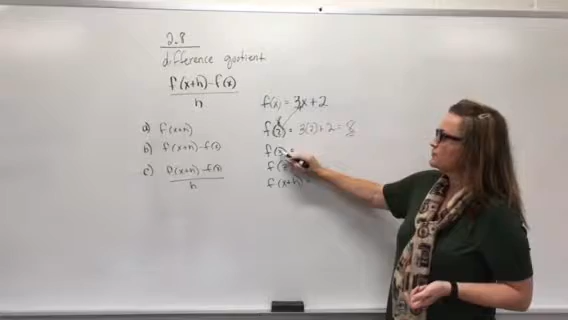 2.8
difference quotient
f(x+h)-f(x)
h
a) f(x+h)
b) f(x+h)-f(x)
c) f(x+h)-f(x)
h
f(x) = 3x+2
f(2) = 3(2)+2 = 8
f(
f(
f(x+h) =